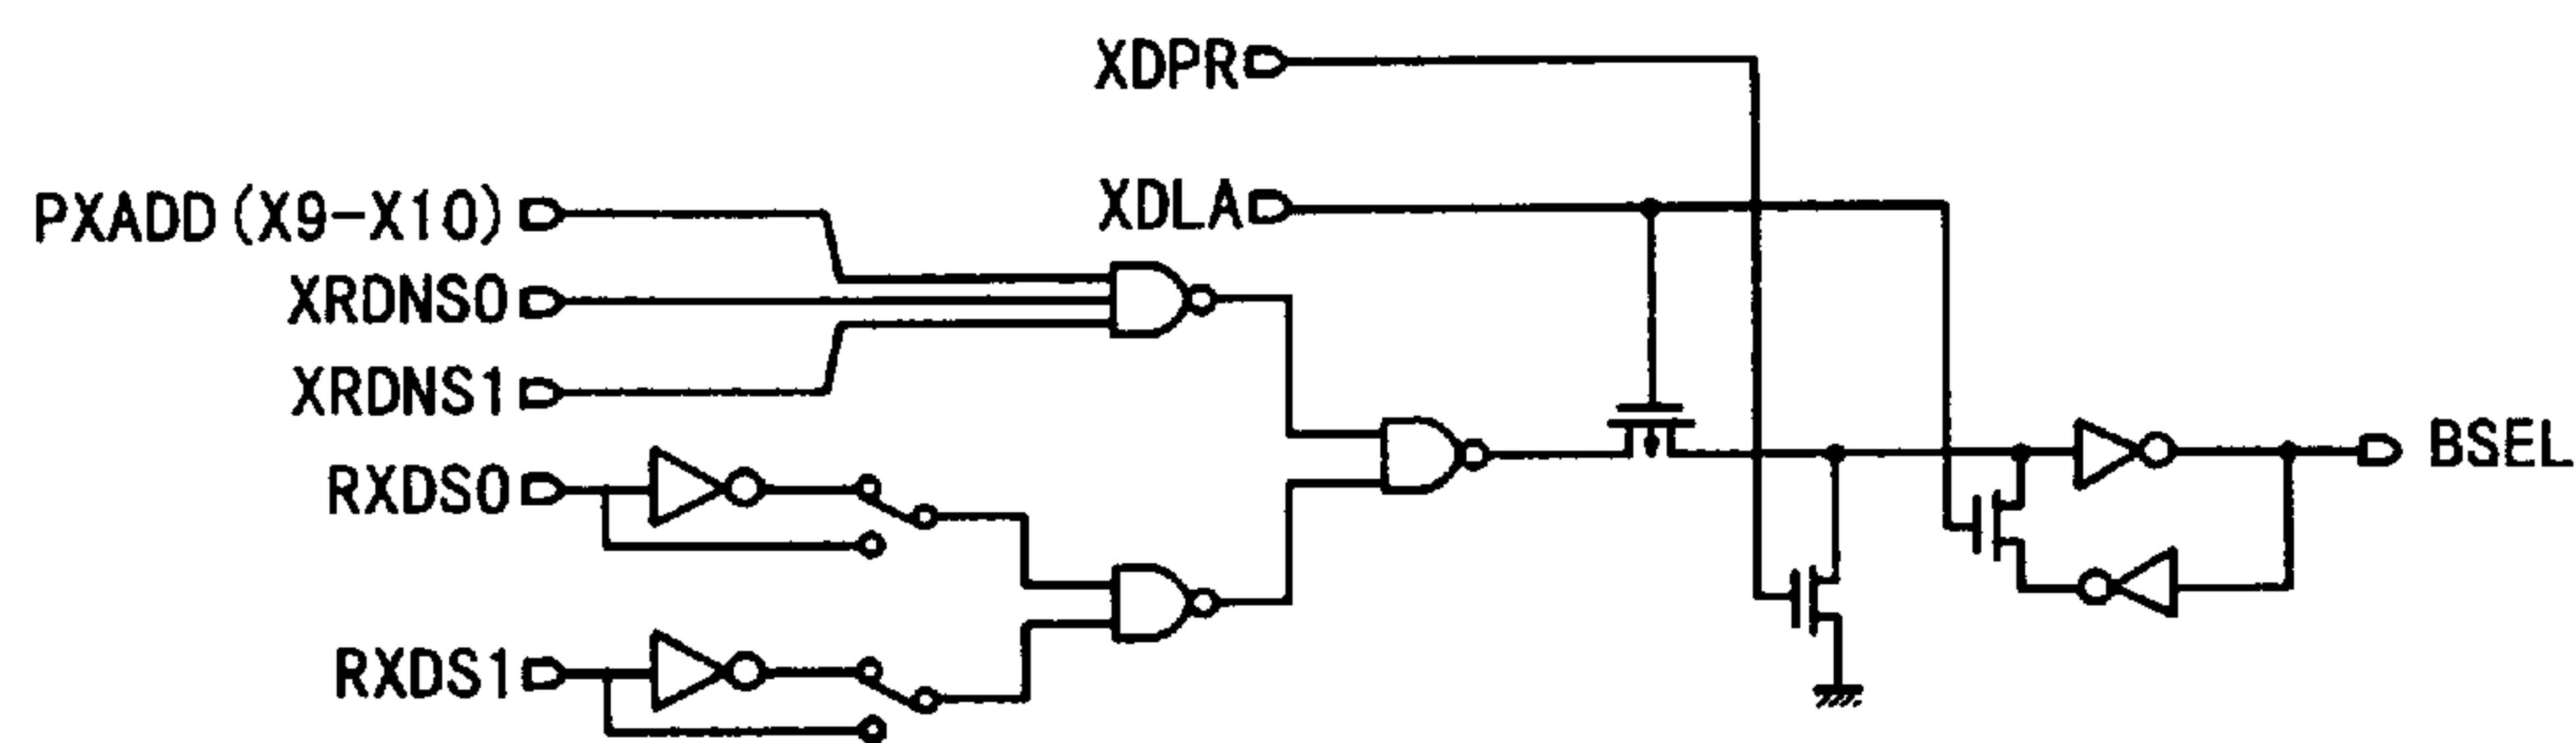 XDPR
XDLA
PXADD(X9-X10)
XRDNS0
XRDNS1
RXDS0
RXDS1
BSEL